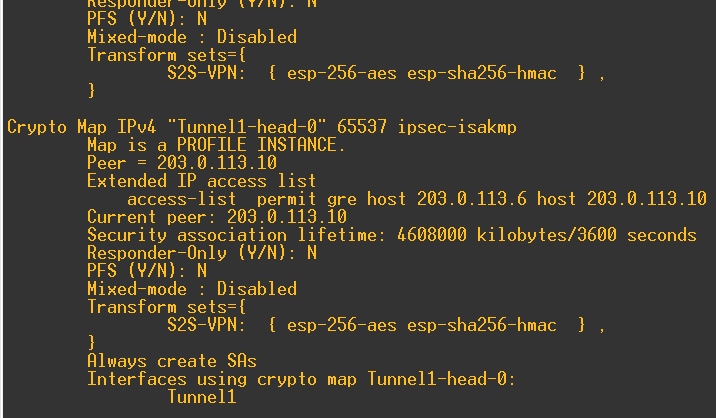 Responder-Only (Y/N): N
PFS (Y/N): N
Mixed-mode : Disabled
Transform sets={
S2S-VPN:  { esp-256-aes esp-sha256-hmac  } ,
}
Crypto Map IPv4 "Tunnel1-head-0" 65537 ipsec-isakmp
Map is a PROFILE INSTANCE.
Peer = 203.0.113.10
Extended IP access list
access-list  permit gre host 203.0.113.6 host 203.0.113.10
Current peer: 203.0.113.10
Security association lifetime: 4608000 kilobytes/3600 seconds
Responder-Only (Y/N): N
PFS (Y/N): N
Mixed-mode : Disabled
Transform sets={
S2S-VPN:  { esp-256-aes esp-sha256-hmac  } ,
}
Always create SAs
Interfaces using crypto map Tunnel1-head-0:
Tunnel1